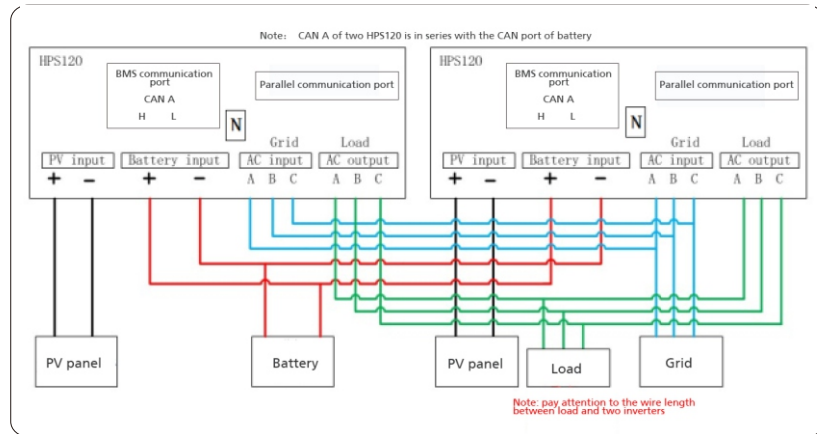 Note: CAN A of two HPS120 is in series with the CAN port of battery
HPS120
BMS communication
port
CAN A
H L
Parallel communication port
N
Grid Load
PV input Battery input AC input AC output
+ − + − A B C A B C
HPS120
BMS communication
port
CAN A
H L
Parallel communication port
N
Grid Load
PV input Battery input AC input AC output
+ − + − A B C A B C
PV panel
Battery
PV panel
Load
Grid
Note: pay attention to the wire length
between load and two inverters